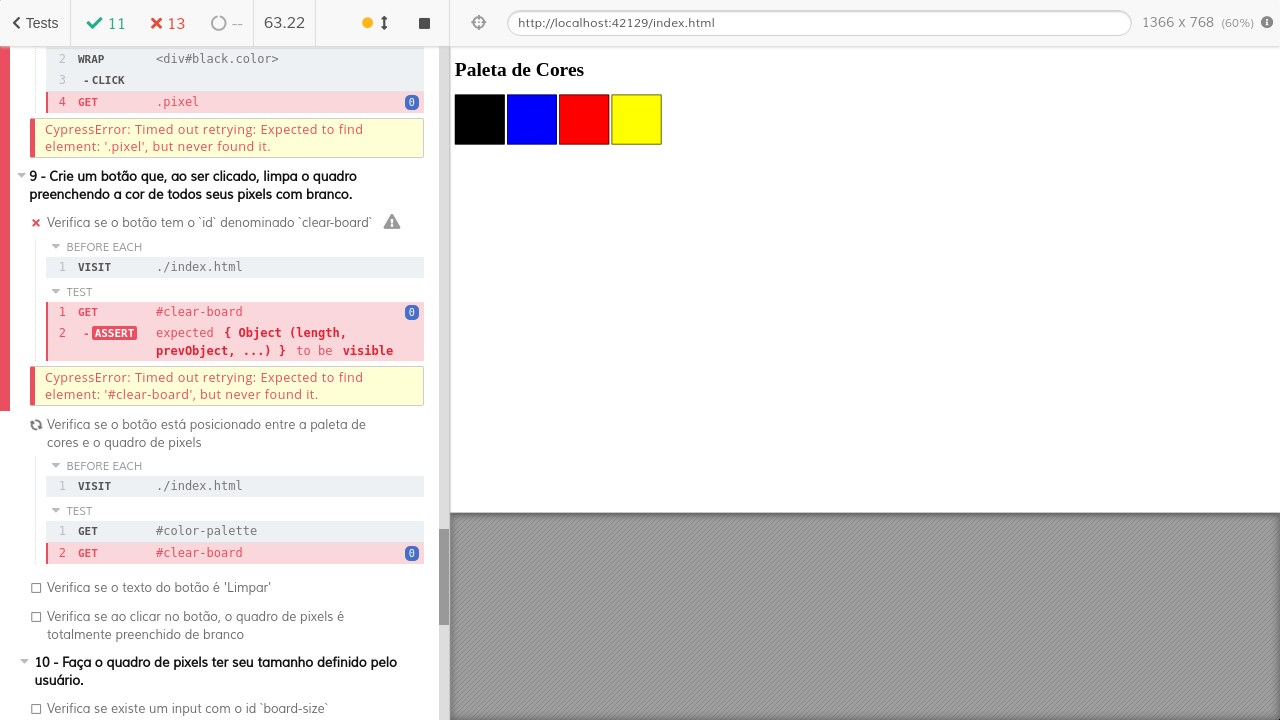 Tests
11
13
--
63.22
http://localhost:42129/index.html
1366 x 768 (60%)
2 WRAP <div#black.color>
3 -CLICK
4 GET .pixel 0
CypressError: Timed out retrying: Expected to find
element: '.pixel', but never found it.
9 - Crie um botão que, ao ser clicado, limpa o quadro
preenchendo a cor de todos seus pixels com branco.
Verifica se o botão tem o `id` denominado `clear-board`
BEFORE EACH
1 VISIT ./index.html
TEST
1 GET #clear-board 0
2 -ASSERT expected { Object (length,
prevObject, ...) } to be visible
CypressError: Timed out retrying: Expected to find
element: '#clear-board', but never found it.
Verifica se o botão está posicionado entre a paleta de
cores e o quadro de pixels
BEFORE EACH
1 VISIT ./index.html
TEST
1 GET #color-palette
2 GET #clear-board 0
Verifica se o texto do botão é 'Limpar'
Verifica se ao clicar no botão, o quadro de pixels é
totalmente preenchido de branco
10 - Faça o quadro de pixels ter seu tamanho definido pelo
usuário.
Verifica se existe um input com o id `board-size`
Paleta de Cores